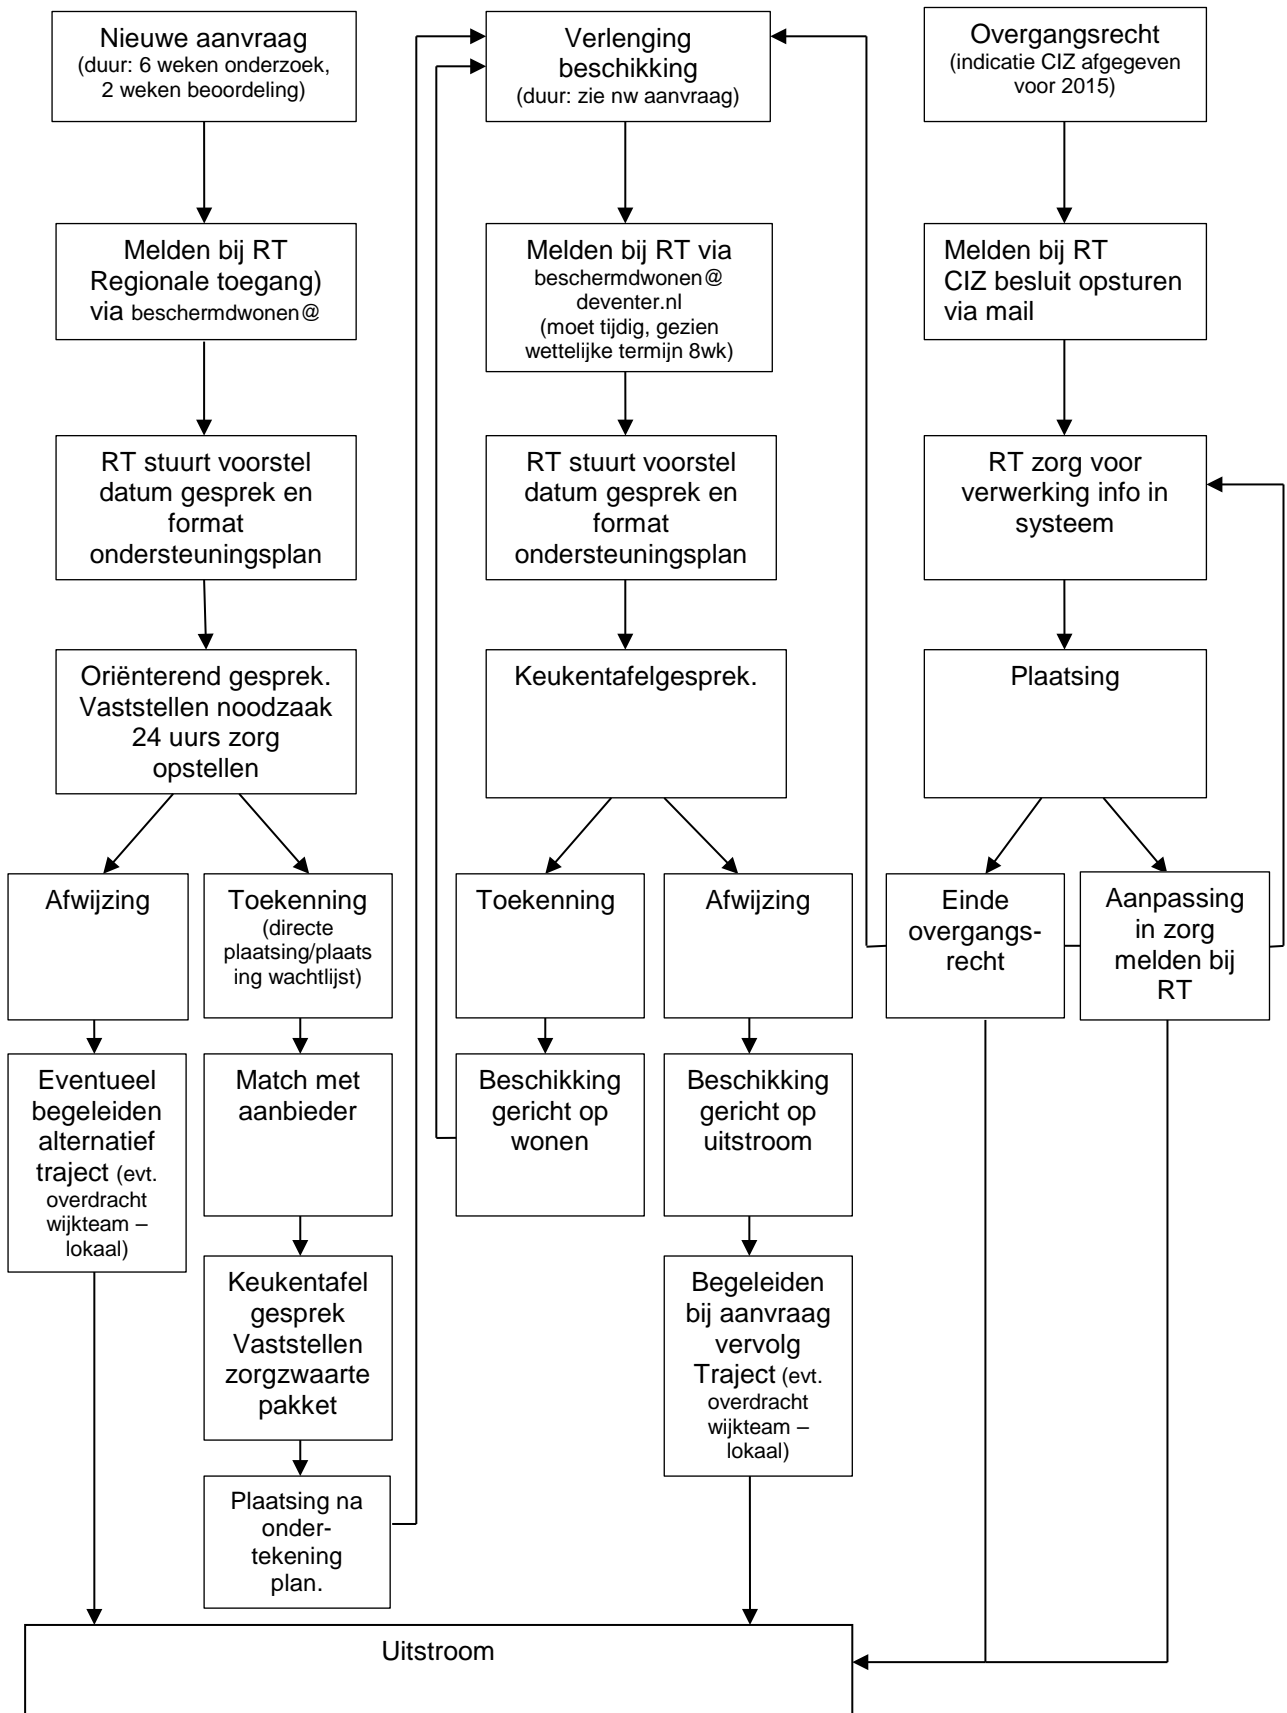 Nieuwe aanvraag
(duur: 6 weken onderzoek,
2 weken beoordeling)
Melden bij RT
Regionale toegang)
via beschermdwonen@
RT stuurt voorstel
datum gesprek en
format
ondersteuningsplan
Oriënterend gesprek.
Vaststellen noodzaak
24 uurs zorg
opstellen
Afwijzing
Eventueel
begeleiden
alternatief
traject (evt.
overdracht
wijkteam –
lokaal)
Toekenning
(directe
plaatsing/plaats
ing wachtlijst)
Match met
aanbieder
Keukentafel
gesprek
Vaststellen
zorgzwaarte
pakket
Plaatsing na
onder-
tekening
plan.
Verlenging
beschikking
(duur: zie nw aanvraag)
Melden bij RT via
beschermdwonen@
deventer.nl
(moet tijdig, gezien
wettelijke termijn 8wk)
RT stuurt voorstel
datum gesprek en
format
ondersteuningsplan
Keukentafelgesprek.
Toekenning
Beschikking
gericht op
wonen
Afwijzing
Beschikking
gericht op
uitstroom
Begeleiden
bij aanvraag
vervolg
Traject (evt.
overdracht
wijkteam –
lokaal)
Overgangsrecht
(indicatie CIZ afgegeven
voor 2015)
Melden bij RT
CIZ besluit opsturen
via mail
RT zorg voor
verwerking info in
systeem
Plaatsing
Einde
overgangs-
recht
Aanpassing
in zorg
melden bij
RT
Uitstroom